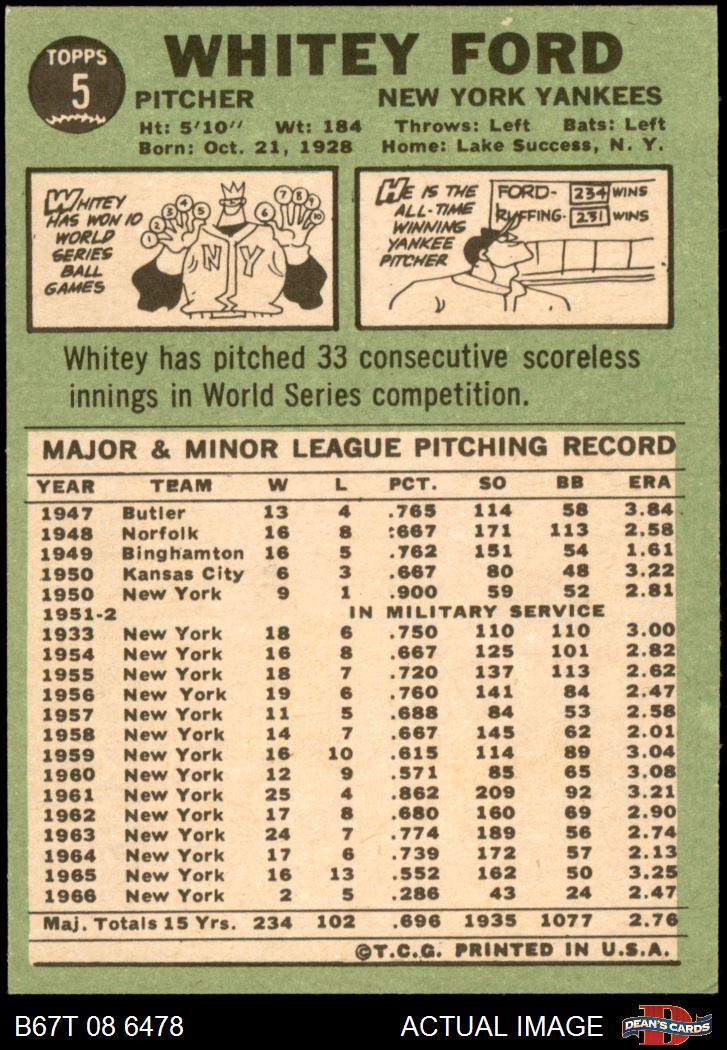 TOPPS
5
WHITEY FORD
PITCHER NEW YORK YANKEES
Ht: 5'10" Wt: 184 Throws: Left Bats: Left
Born: Oct. 21, 1928 Home: Lake Success, N. Y.
WHITEY
HAS WON 10
WORLD
SERIES
BALL
GAMES
1 2 3 4 5 6 7 8 9 10
NY
HE IS THE
ALL-TIME
WINNING
YANKEE
PITCHER
FORD- 234 WINS
RUFFING- 231 WINS
Whitey has pitched 33 consecutive scoreless
innings in World Series competition.
MAJOR & MINOR LEAGUE PITCHING RECORD
YEAR TEAM W L PCT. SO BB ERA
1947 Butler 13 4 .765 114 58 3.84
1948 Norfolk 16 8 :667 171 113 2.58
1949 Binghamton 16 5 .762 151 54 1.61
1950 Kansas City 6 3 .667 80 48 3.22
1950 New York 9 1 .900 59 52 2.81
1951-2 IN MILITARY SERVICE
1933 New York 18 6 .750 110 110 3.00
1954 New York 16 8 .667 125 101 2.82
1955 New York 18 7 .720 137 113 2.62
1956 New York 19 6 .760 141 84 2.47
1957 New York 11 5 .688 84 53 2.58
1958 New York 14 7 .667 145 62 2.01
1959 New York 16 10 .615 114 89 3.04
1960 New York 12 9 .571 85 65 3.08
1961 New York 25 4 .862 209 92 3.21
1962 New York 17 8 .680 160 69 2.90
1963 New York 24 7 .774 189 56 2.74
1964 New York 17 6 .739 172 57 2.13
1965 New York 16 13 .552 162 50 3.25
1966 New York 2 5 .286 43 24 2.47
Maj. Totals 15 Yrs. 234 102 .696 1935 1077 2.76
©T.C.G. PRINTED IN U.S.A.
B67T 08 6478 ACTUAL IMAGE
D
DEAN'S CARDS